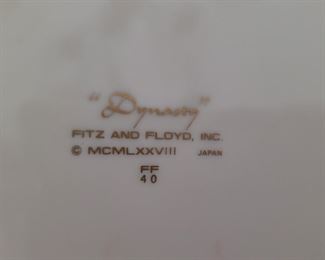 "Dynasty"
FITZ AND FLOYD, INC.
© MCMLXXVIII JAPAN
FF
40